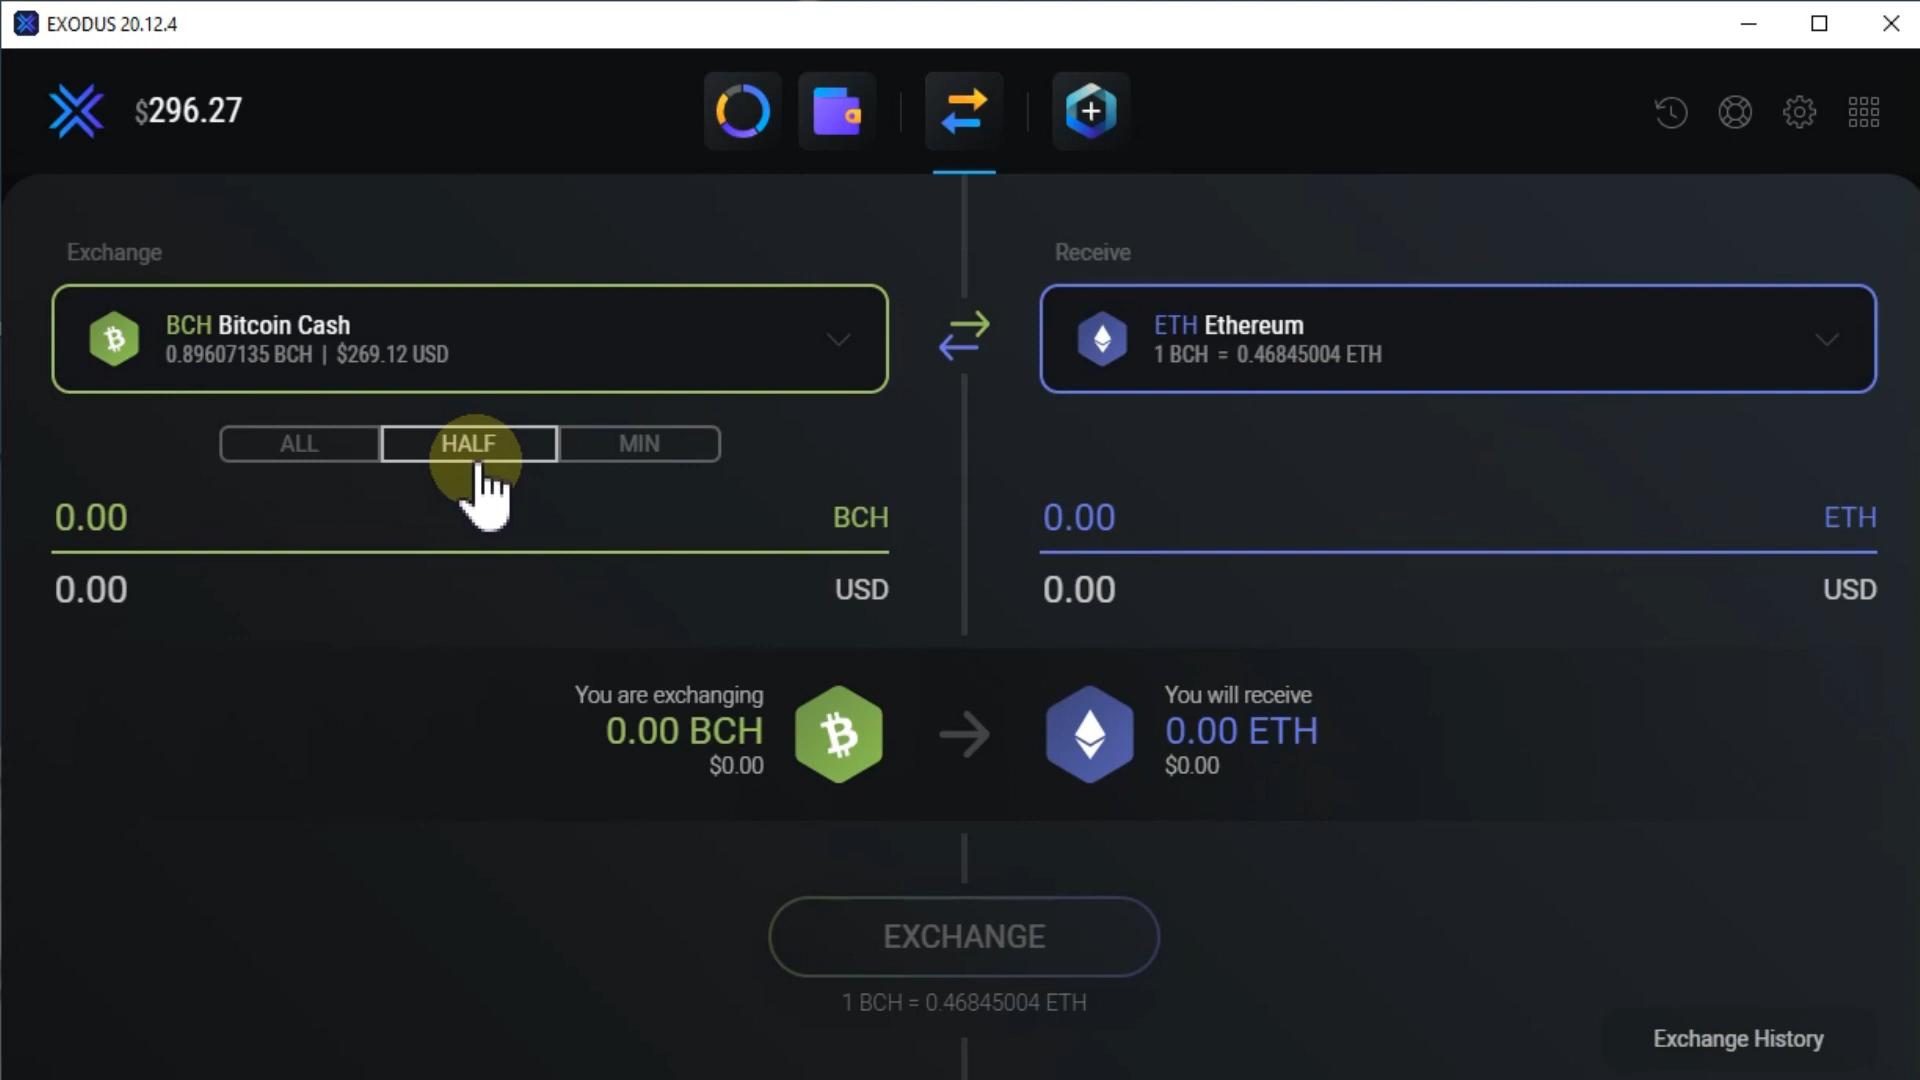 EXODUS 20.12.4
$296.27
Exchange
BCH Bitcoin Cash
0.89607135 BCH | $269.12 USD
ALL HALF MIN
0.00 BCH
0.00 USD
Receive
ETH Ethereum
1 BCH = 0.46845004 ETH
0.00 ETH
0.00 USD
You are exchanging
0.00 BCH
$0.00
You will receive
0.00 ETH
$0.00
EXCHANGE
1 BCH = 0.46845004 ETH
Exchange History